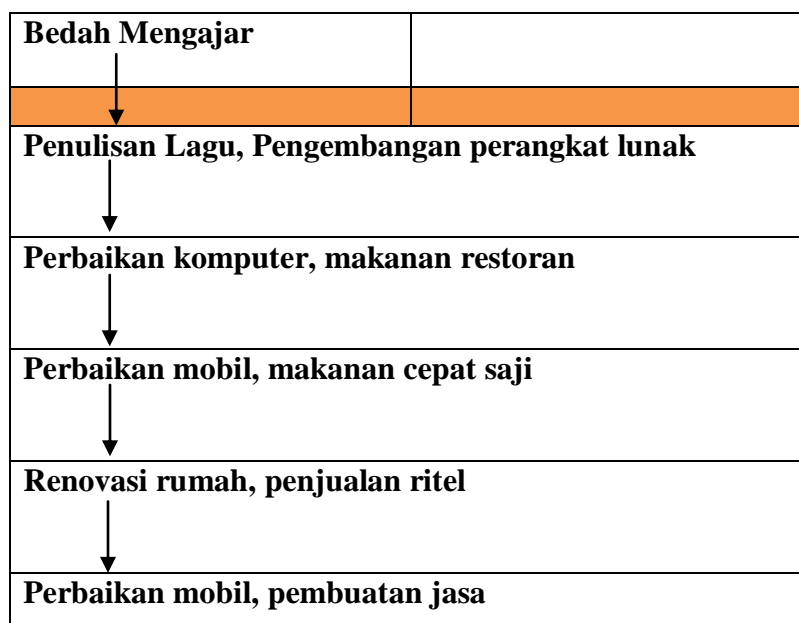 Bedah Mengajar
Penulisan Lagu, Pengembangan perangkat lunak
Perbaikan komputer, makanan restoran
Perbaikan mobil, makanan cepat saji
Renovasi rumah, penjualan ritel
Perbaikan mobil, pembuatan jasa